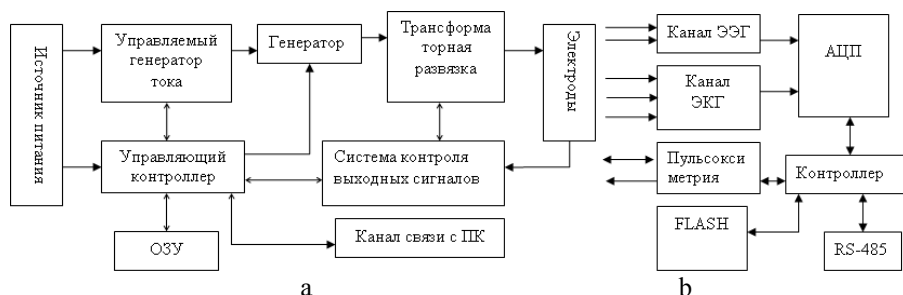 Источник питания
Управляемый
генератор
тока
Генератор
Трансформа
торная
развязка
Электроды
Управляющий
контроллер
Система контроля
выходных сигналов
ОЗУ
Канал связи с ПК
a
Канал ЭЭГ
АЦП
Канал
ЭКГ
Пульсокси
метрия
Контроллер
FLASH
RS-485
b